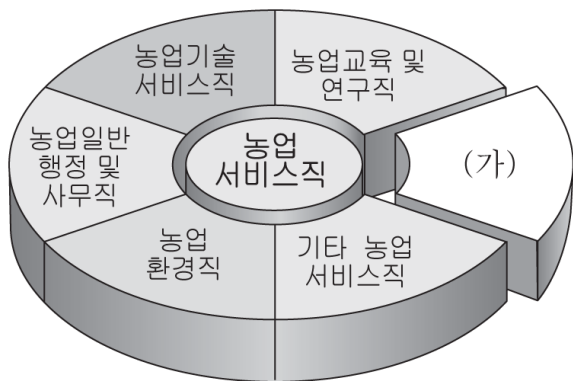 농업기술
서비스직
농업교육 및
연구직
농업일반
행정 및
사무직
농업
서비스직
(가)
농업
환경직
기타 농업
서비스직